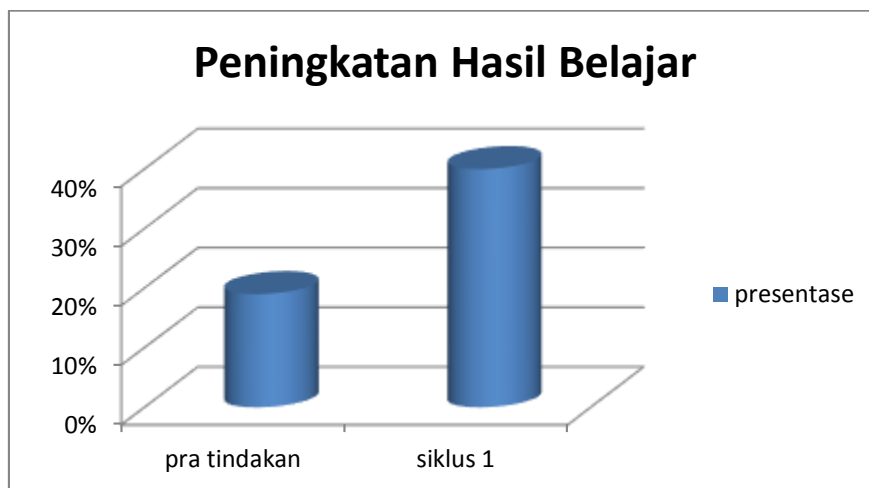 Peningkatan Hasil Belajar
40%
30%
20%
10%
0%
pra tindakan
siklus 1
presentase